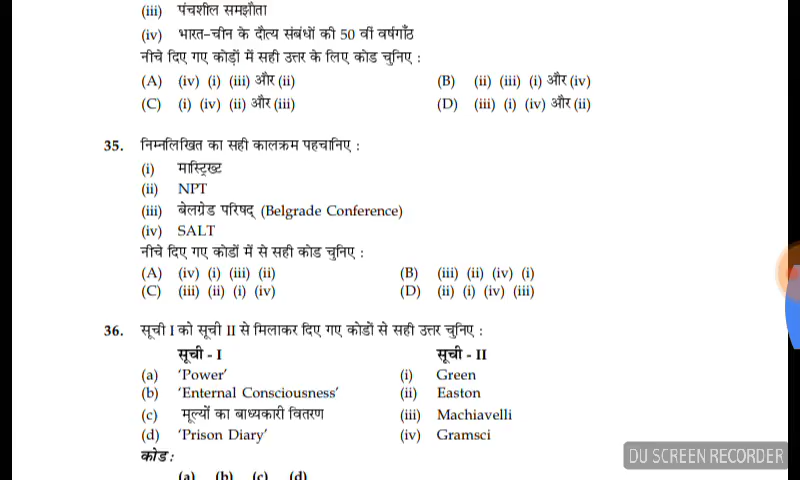 (iii) पंचशील समझौता
(iv) भारत-चीन के दौत्य संबंधों की 50 वीं वर्षगाँठ
नीचे दिए गए कोड़ों में सही उत्तर के लिए कोड चुनिए :
(A) (iv) (i) (iii) और (ii) (B) (ii) (iii) (i) और (iv)
(C) (i) (iv) (ii) और (iii) (D) (iii) (i) (iv) और (ii)
35. निम्नलिखित का सही कालक्रम पहचानिए :
(i) मास्ट्रिख्ट
(ii) NPT
(iii) बेलग्रेड परिषद् (Belgrade Conference)
(iv) SALT
नीचे दिए गए कोडों में से सही कोड चुनिए :
(A) (iv) (i) (iii) (ii) (B) (iii) (ii) (iv) (i)
(C) (iii) (ii) (i) (iv) (D) (ii) (i) (iv) (iii)
36. सूची I को सूची II से मिलाकर दिए गए कोडों से सही उत्तर चुनिए :
सूची - I सूची - II
(a) 'Power' (i) Green
(b) 'Enternal Consciousness' (ii) Easton
(c) मूल्यों का बाध्यकारी वितरण (iii) Machiavelli
(d) 'Prison Diary' (iv) Gramsci
कोड :
(a) (b) (c) (d)
DU SCREEN RECORDER